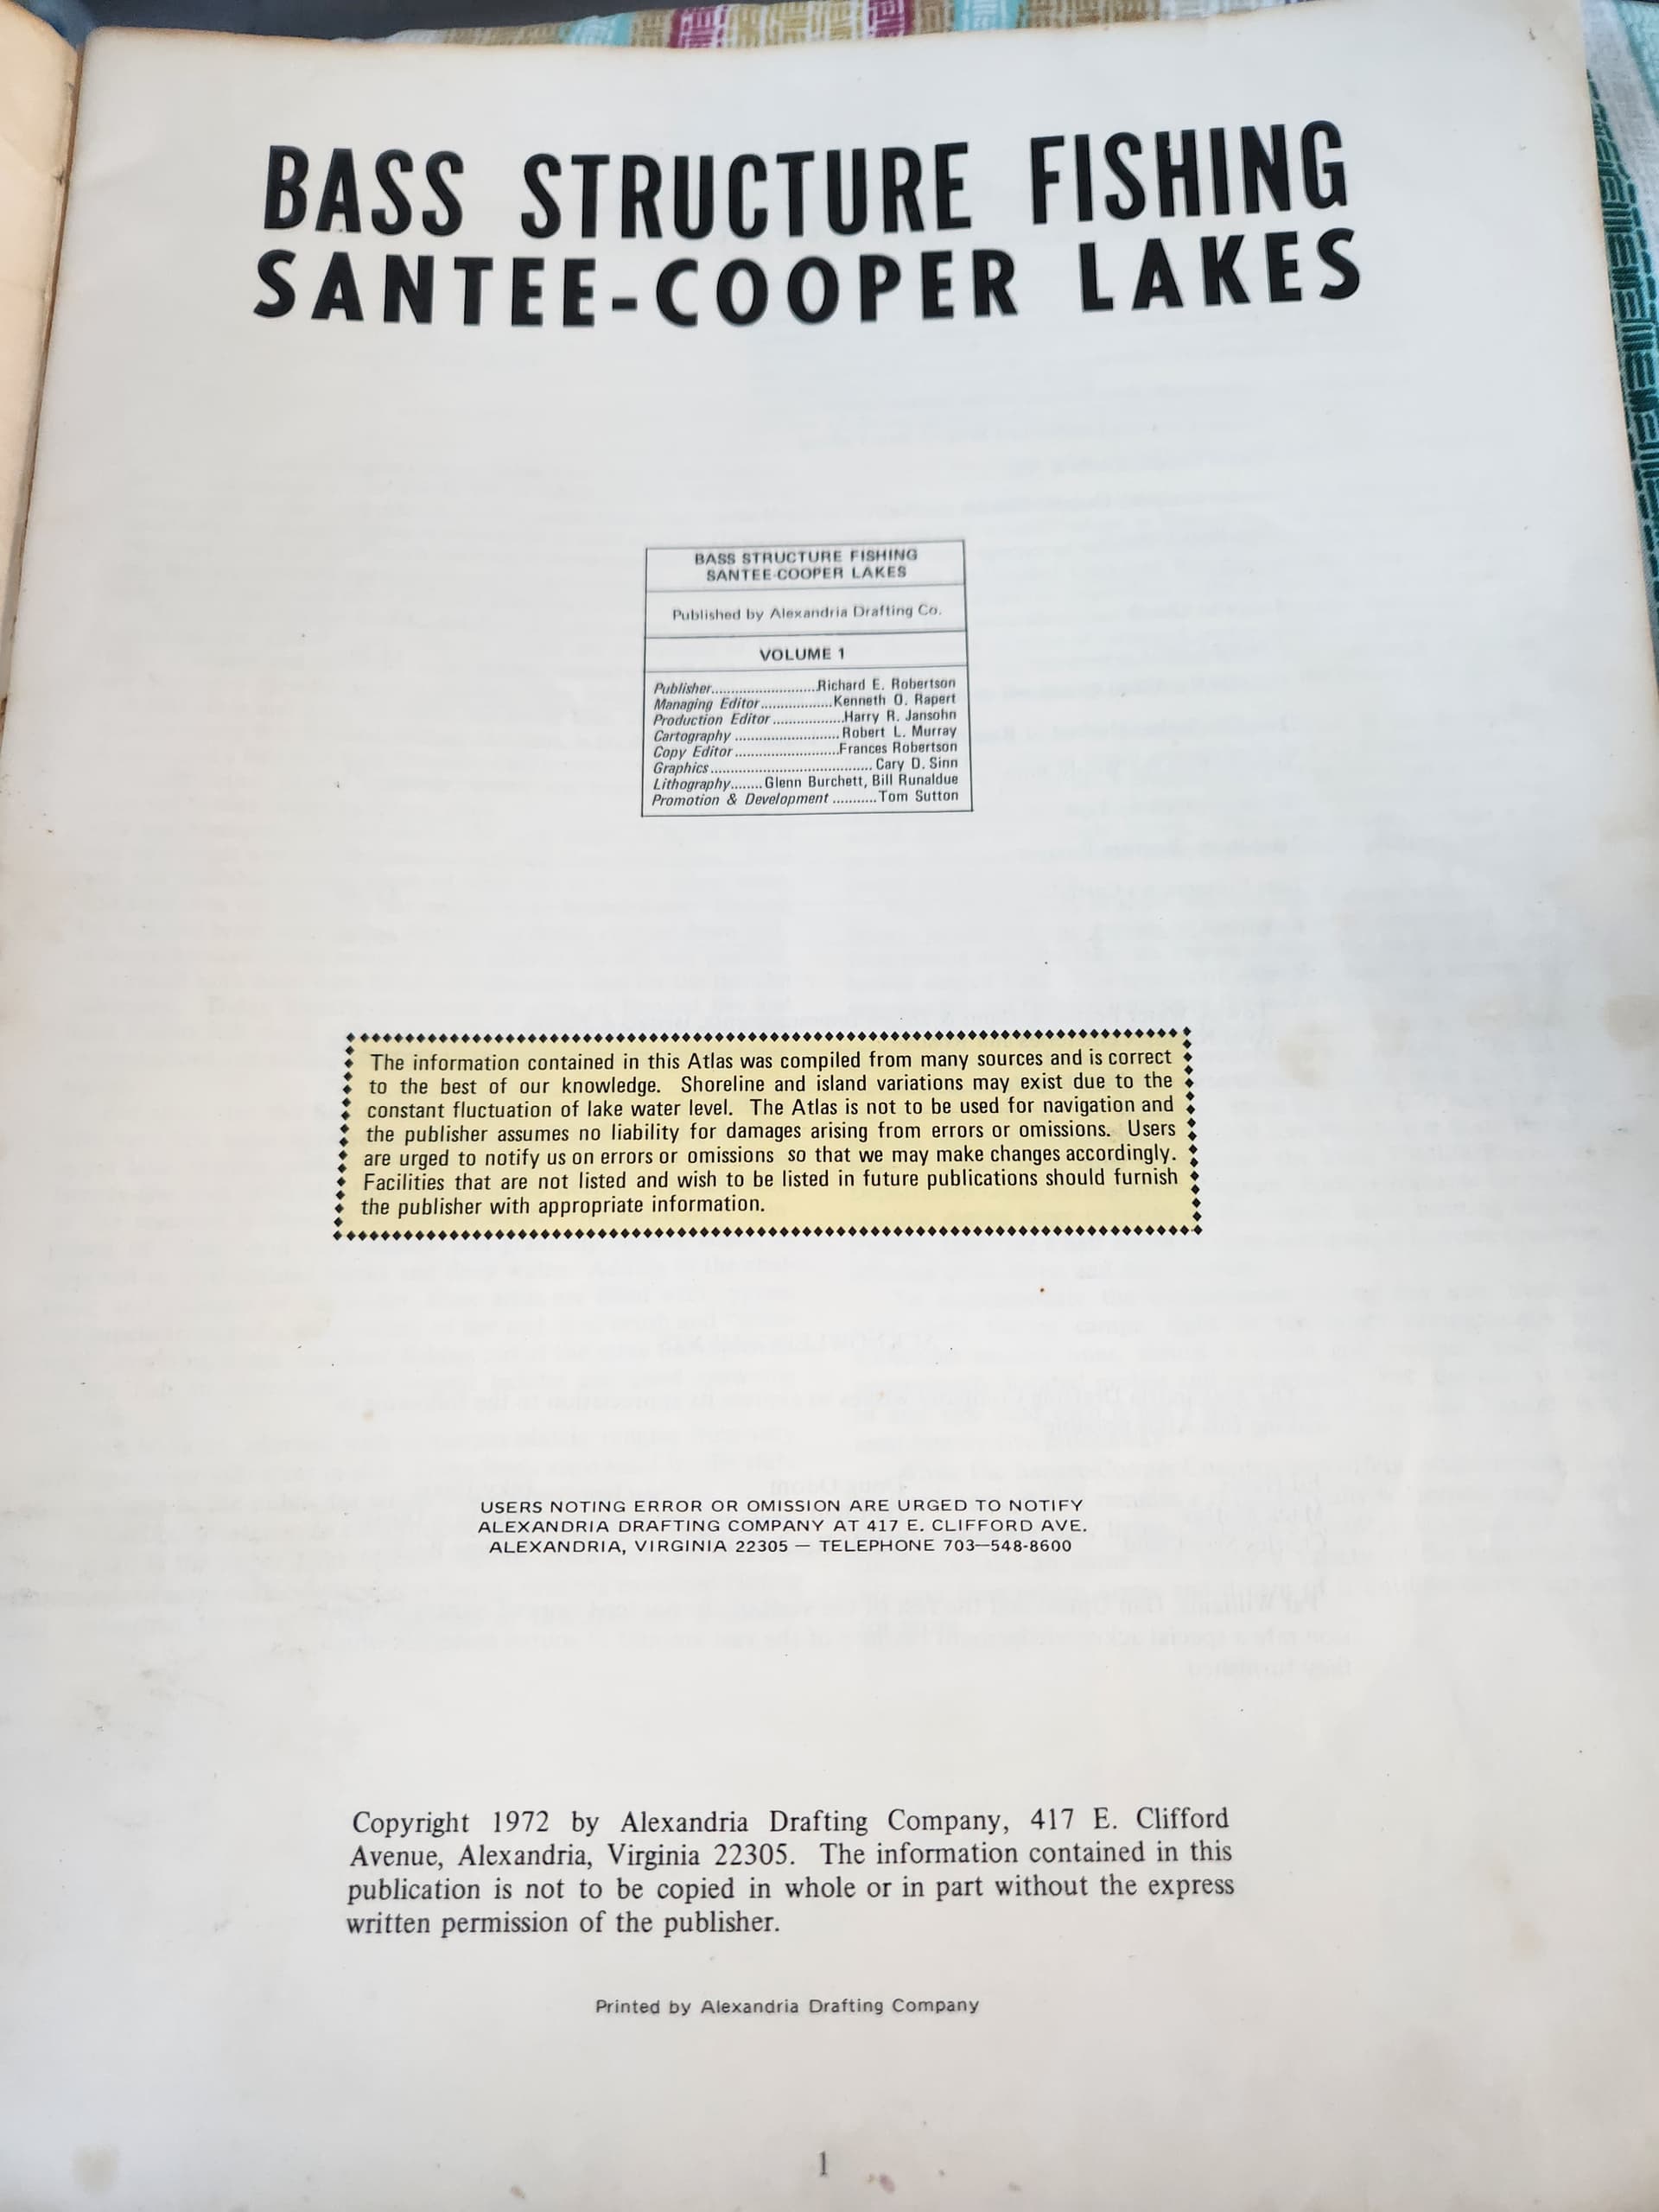 BASS STRUCTURE FISHING
SANTEE-COOPER LAKES
BASS STRUCTURE FISHING
SANTEE-COOPER LAKES
Published by Alexandria Drafting Co.
VOLUME 1
Publisher..........................Richard E. Robertson
Managing Editor..................Kenneth O. Rapert
Production Editor..................Harry R. Jansohn
Cartography..........................Robert L. Murray
Copy Editor..........................Frances Robertson
Graphics........................................Cary D. Sinn
Lithography........Glenn Burchett, Bill Runaldue
Promotion & Development ...........Tom Sutton
The information contained in this Atlas was compiled from many sources and is correct
to the best of our knowledge. Shoreline and island variations may exist due to the
constant fluctuation of lake water level. The Atlas is not to be used for navigation and
the publisher assumes no liability for damages arising from errors or omissions. Users
are urged to notify us on errors or omissions so that we may make changes accordingly.
Facilities that are not listed and wish to be listed in future publications should furnish
the publisher with appropriate information.
USERS NOTING ERROR OR OMISSION ARE URGED TO NOTIFY
ALEXANDRIA DRAFTING COMPANY AT 417 E. CLIFFORD AVE.
ALEXANDRIA, VIRGINIA 22305 — TELEPHONE 703—548-8600
Copyright 1972 by Alexandria Drafting Company, 417 E. Clifford
Avenue, Alexandria, Virginia 22305. The information contained in this
publication is not to be copied in whole or in part without the express
written permission of the publisher.
Printed by Alexandria Drafting Company
1